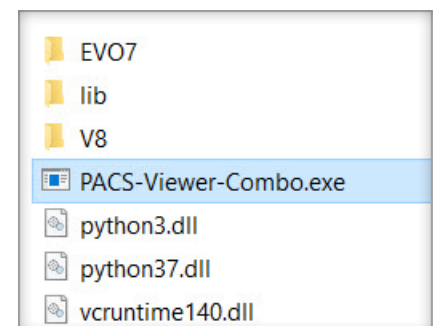 EVO7
lib
V8
PACS-Viewer-Combo.exe
python3.dll
python37.dll
vcruntime140.dll